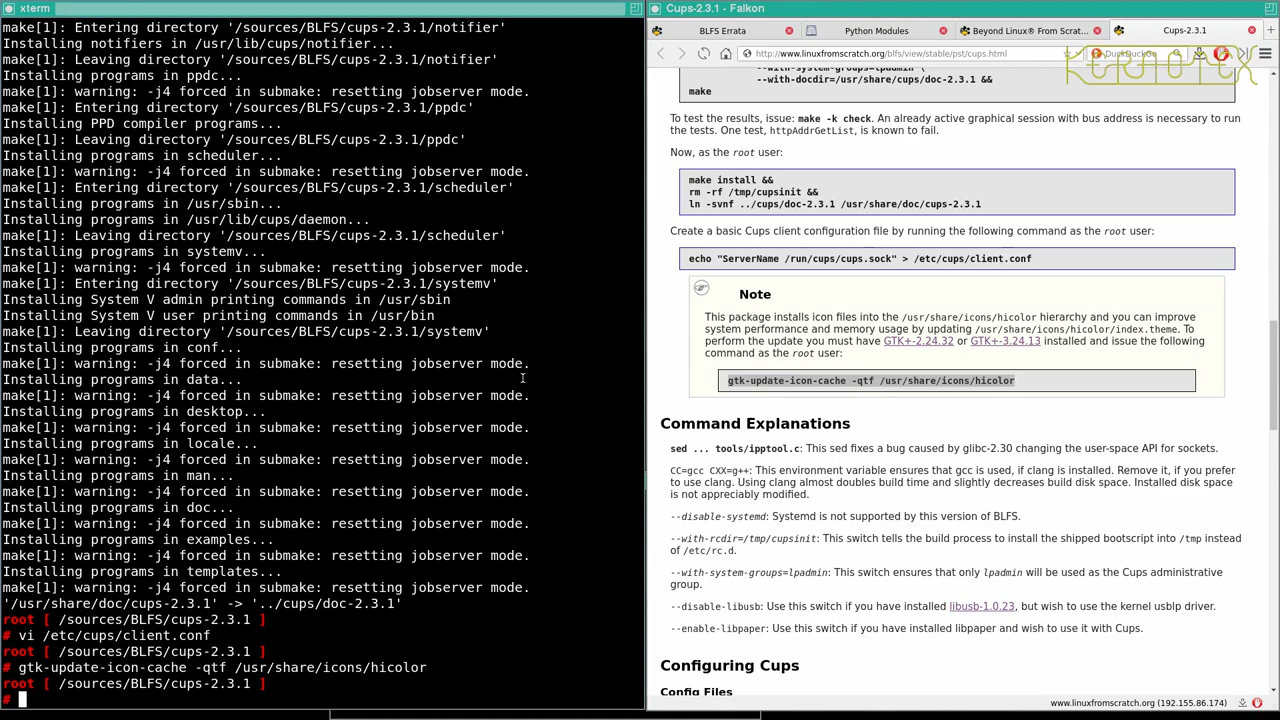 xterm
make[1]: Entering directory '/sources/BLFS/cups-2.3.1/notifier'
Installing notifiers in /usr/lib/cups/notifier...
make[1]: Leaving directory '/sources/BLFS/cups-2.3.1/notifier'
Installing programs in ppdc...
make[1]: warning: -j4 forced in submake: resetting jobserver mode.
make[1]: Entering directory '/sources/BLFS/cups-2.3.1/ppdc'
Installing PPD compiler programs...
make[1]: Leaving directory '/sources/BLFS/cups-2.3.1/ppdc'
Installing programs in scheduler...
make[1]: warning: -j4 forced in submake: resetting jobserver mode.
make[1]: Entering directory '/sources/BLFS/cups-2.3.1/scheduler'
Installing programs in /usr/sbin...
Installing programs in /usr/lib/cups/daemon...
make[1]: Leaving directory '/sources/BLFS/cups-2.3.1/scheduler'
Installing programs in systemv...
make[1]: warning: -j4 forced in submake: resetting jobserver mode.
make[1]: Entering directory '/sources/BLFS/cups-2.3.1/systemv'
Installing System V admin printing commands in /usr/sbin
Installing System V user printing commands in /usr/bin
make[1]: Leaving directory '/sources/BLFS/cups-2.3.1/systemv'
Installing programs in conf...
make[1]: warning: -j4 forced in submake: resetting jobserver mode.
Installing programs in data...
make[1]: warning: -j4 forced in submake: resetting jobserver mode.
Installing programs in desktop...
make[1]: warning: -j4 forced in submake: resetting jobserver mode.
Installing programs in locale...
make[1]: warning: -j4 forced in submake: resetting jobserver mode.
Installing programs in man...
make[1]: warning: -j4 forced in submake: resetting jobserver mode.
Installing programs in doc...
make[1]: warning: -j4 forced in submake: resetting jobserver mode.
Installing programs in examples...
make[1]: warning: -j4 forced in submake: resetting jobserver mode.
Installing programs in templates...
make[1]: warning: -j4 forced in submake: resetting jobserver mode.
'/usr/share/doc/cups-2.3.1' -> '../cups/doc-2.3.1'
root [ /sources/BLFS/cups-2.3.1 ]
# vi /etc/cups/client.conf
root [ /sources/BLFS/cups-2.3.1 ]
# gtk-update-icon-cache -qtf /usr/share/icons/hicolor
root [ /sources/BLFS/cups-2.3.1 ]
#
Cups-2.3.1 - Falkon
BLFS Errata
Python Modules
Beyond Linux® From Scrat...
Cups-2.3.1
http://www.linuxfromscratch.org/blfs/view/stable/pst/cups.html
--with-system-groups=lpadmin \
--with-docdir=/usr/share/cups/doc-2.3.1 &&
make
To test the results, issue: make -k check. An already active graphical session with bus address is necessary to run
the tests. One test, httpAddrGetList, is known to fail.
Now, as the root user:
make install &&
rm -rf /tmp/cupsinit &&
ln -svnf ../cups/doc-2.3.1 /usr/share/doc/cups-2.3.1
Create a basic Cups client configuration file by running the following command as the root user:
echo "ServerName /run/cups/cups.sock" > /etc/cups/client.conf
Note
This package installs icon files into the /usr/share/icons/hicolor hierarchy and you can improve
system performance and memory usage by updating /usr/share/icons/hicolor/index.theme. To
perform the update you must have GTK+-2.24.32 or GTK+-3.24.13 installed and issue the following
command as the root user:
gtk-update-icon-cache -qtf /usr/share/icons/hicolor
Command Explanations
sed ... tools/ipptool.c: This sed fixes a bug caused by glibc-2.30 changing the user-space API for sockets.
CC=gcc CXX=g++: This environment variable ensures that gcc is used, if clang is installed. Remove it, if you prefer
to use clang. Using clang almost doubles build time and slightly decreases build disk space. Installed disk space
is not appreciably modified.
--disable-systemd: Systemd is not supported by this version of BLFS.
--with-rcdir=/tmp/cupsinit: This switch tells the build process to install the shipped bootscript into /tmp instead
of /etc/rc.d.
--with-system-groups=lpadmin: This switch ensures that only lpadmin will be used as the Cups administrative
group.
--disable-libusb: Use this switch if you have installed libusb-1.0.23, but wish to use the kernel usblp driver.
--enable-libpaper: Use this switch if you have installed libpaper and wish to use it with Cups.
Configuring Cups
Config Files
www.linuxfromscratch.org (192.155.86.174)